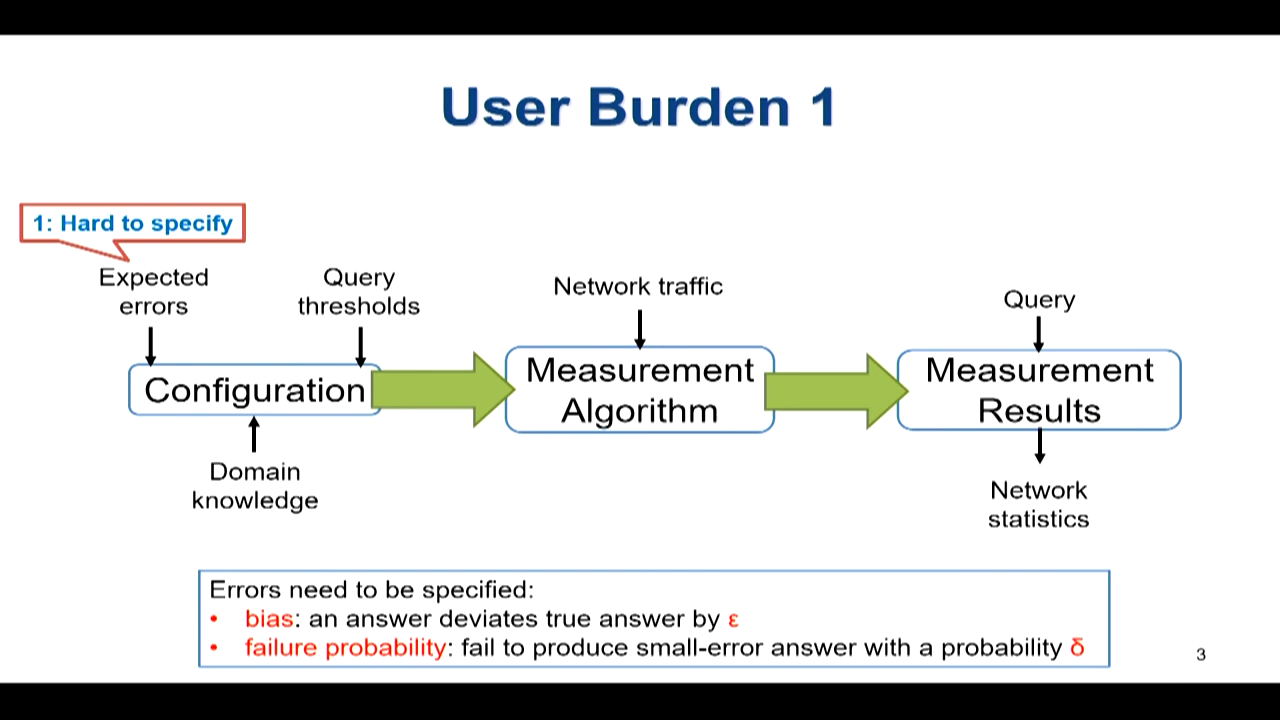 User Burden 1
1: Hard to specify
Expected
errors
Query
thresholds
Network traffic
Query
Configuration
Measurement
Algorithm
Measurement
Results
Domain
knowledge
Network
statistics
Errors need to be specified:
• bias: an answer deviates true answer by ε
• failure probability: fail to produce small-error answer with a probability δ
3